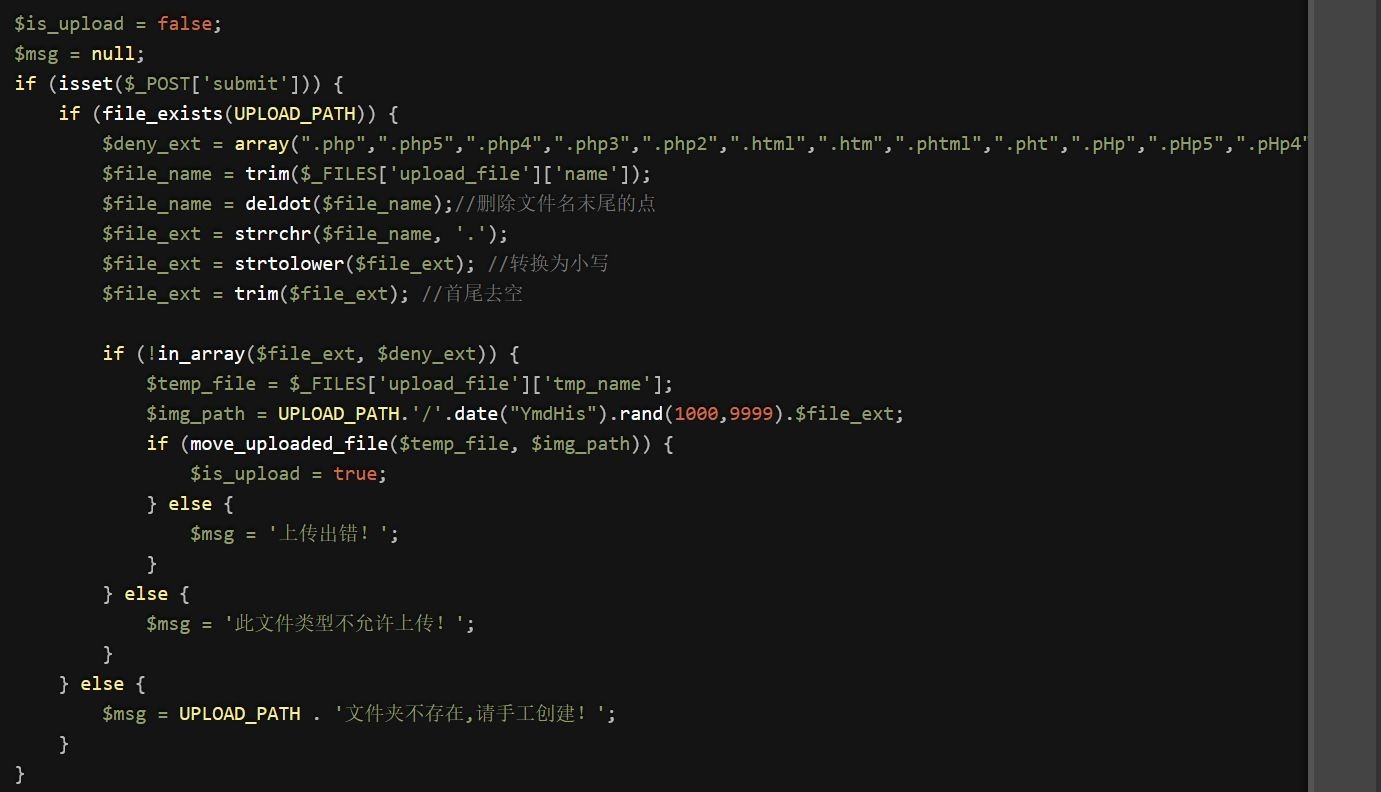 $is_upload = false;
$msg = null;
if (isset($_POST['submit'])) {
    if (file_exists(UPLOAD_PATH)) {
        $deny_ext = array(".php",".php5",".php4",".php3",".php2",".html",".htm",".phtml",".pht",".pHp",".pHp5",".pHp4"
        $file_name = trim($_FILES['upload_file']['name']);
        $file_name = deldot($file_name);//删除文件名末尾的点
        $file_ext = strrchr($file_name, '.');
        $file_ext = strtolower($file_ext); //转换为小写
        $file_ext = trim($file_ext); //首尾去空
        if (!in_array($file_ext, $deny_ext)) {
            $temp_file = $_FILES['upload_file']['tmp_name'];
            $img_path = UPLOAD_PATH.'/'.date("YmdHis").rand(1000,9999).$file_ext;
            if (move_uploaded_file($temp_file, $img_path)) {
                $is_upload = true;
            } else {
                $msg = '上传出错！';
            }
        } else {
            $msg = '此文件类型不允许上传！';
        }
    } else {
        $msg = UPLOAD_PATH . '文件夹不存在,请手工创建！';
    }
}